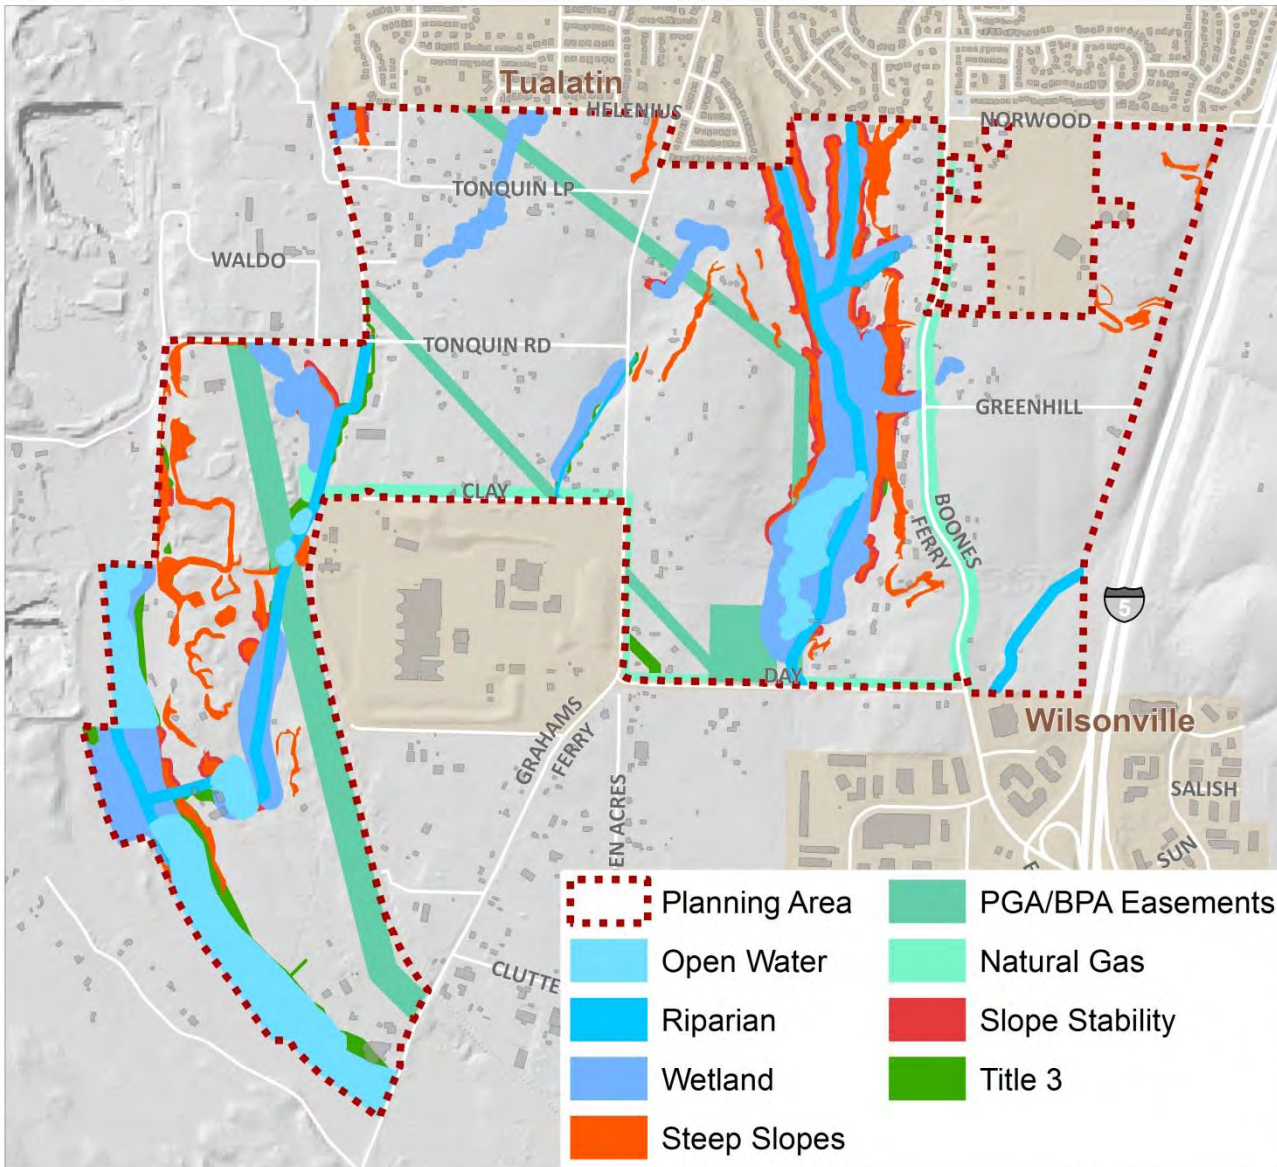 Tualatin
HELENIUS
NORWOOD
TONQUIN LP
WALDO
TONQUIN RD
GREENHILL
CLAY
BOONES
FERRY
5
DAY
GRAHAMS
FERRY
Wilsonville
SALISH
SUN
EN ACRES
CLUTTE
Planning Area
Open Water
Riparian
Wetland
Steep Slopes
PGA/BPA Easements
Natural Gas
Slope Stability
Title 3